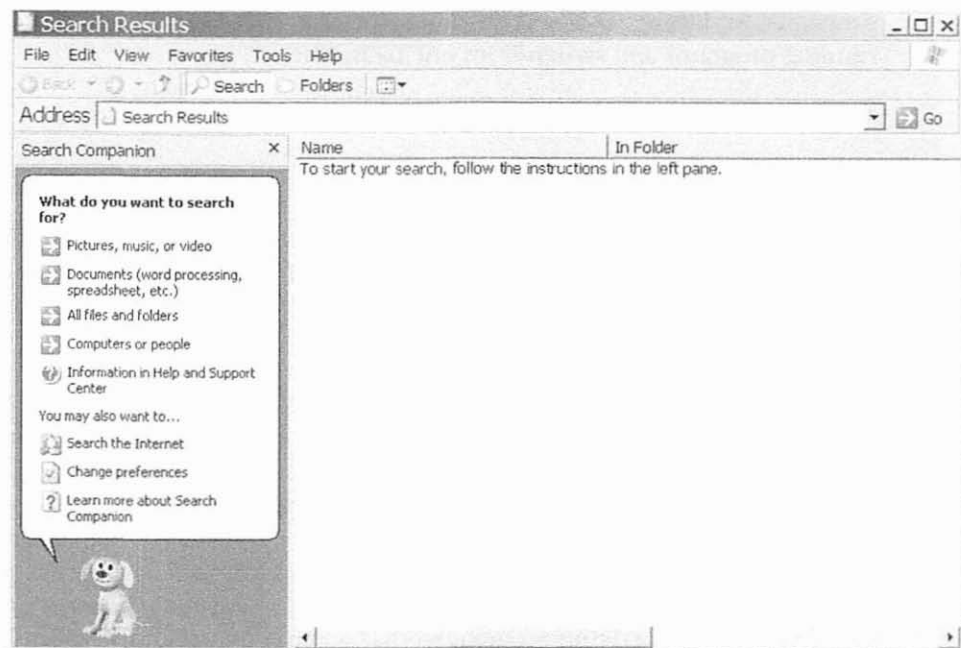 Search Results
File Edit View Favorites Tools Help
Back Search Folders
Address Search Results Go
Search Companion
Name In Folder
To start your search, follow the instructions in the left pane.
What do you want to search
for?
Pictures, music, or video
Documents (word processing,
spreadsheet, etc.)
All files and folders
Computers or people
Information in Help and Support
Center
You may also want to...
Search the Internet
Change preferences
Learn more about Search
Companion